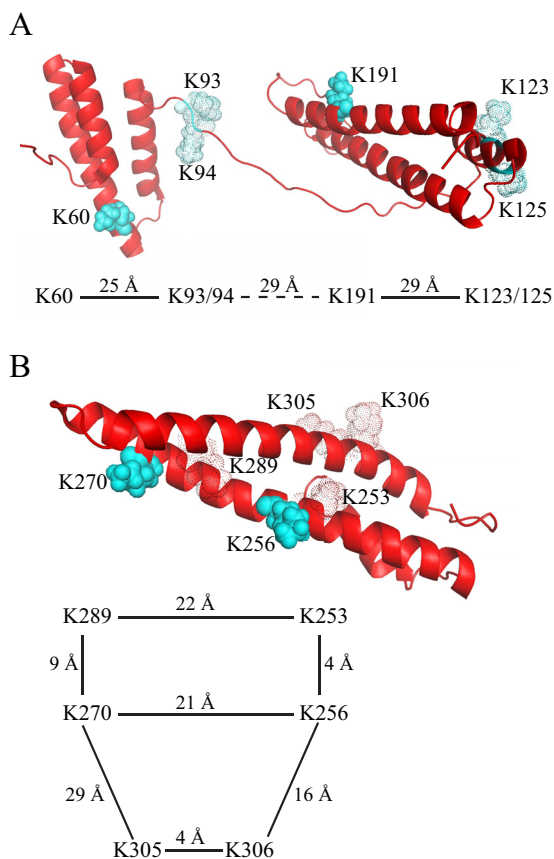 A
K93
K191
K123
K94
K60
K125
K60 25 Å K93/94 29 Å K191 29 Å K123/125
B
K305
K306
K289
K270
K253
K256
K289 22 Å K253
9 Å 4 Å
K270 21 Å K256
29 Å 16 Å
K305 4 Å K306